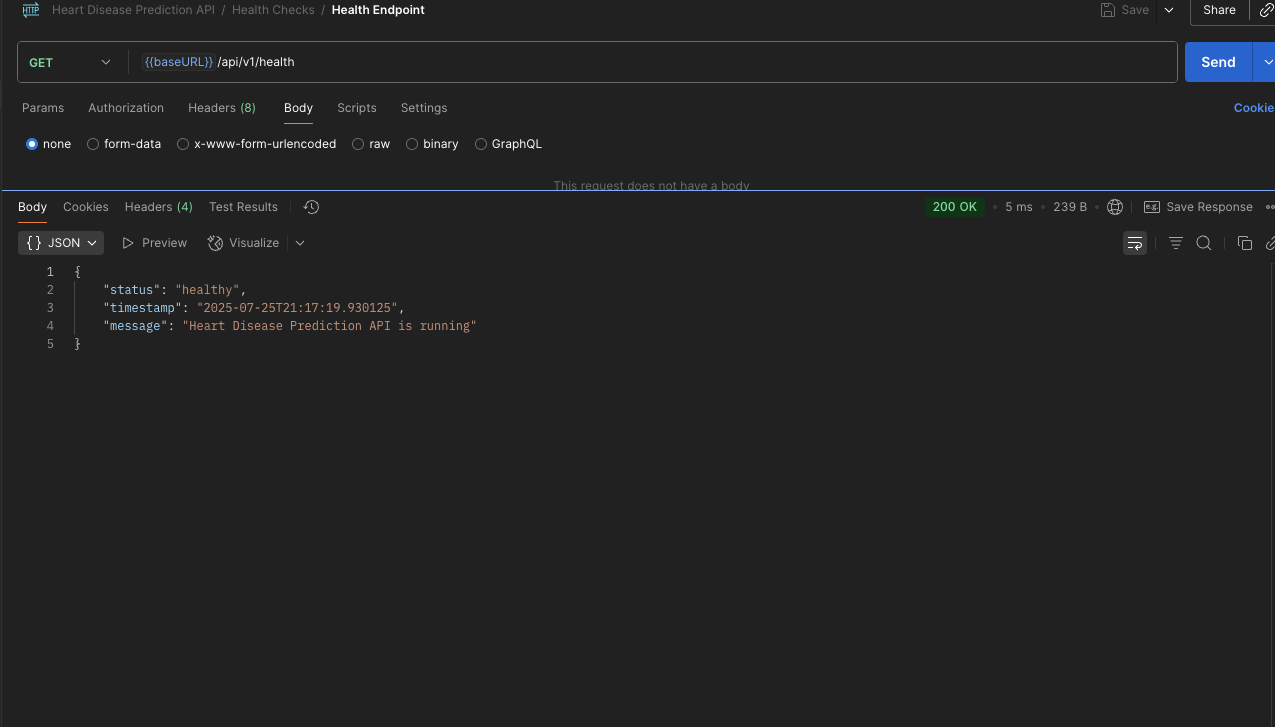 HTTP Heart Disease Prediction API / Health Checks / Health Endpoint Save Share
GET {{baseURL}} /api/v1/health Send
Params Authorization Headers (8) Body Scripts Settings Cookie
none form-data x-www-form-urlencoded raw binary GraphQL
This request does not have a body
Body Cookies Headers (4) Test Results 200 OK • 5 ms • 239 B • Save Response
{} JSON Preview Visualize
1 {
2 "status": "healthy",
3 "timestamp": "2025-07-25T21:17:19.930125",
4 "message": "Heart Disease Prediction API is running"
5 }